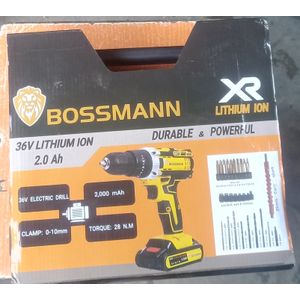 BOSSMANN
XR
LITHIUM ION
36V LITHIUM ION
2.0 Ah
DURABLE & POWERFUL
36V ELECTRIC DRILL
2,000 mAh
CLAMP: 0-10mm
TORQUE: 28 N.M